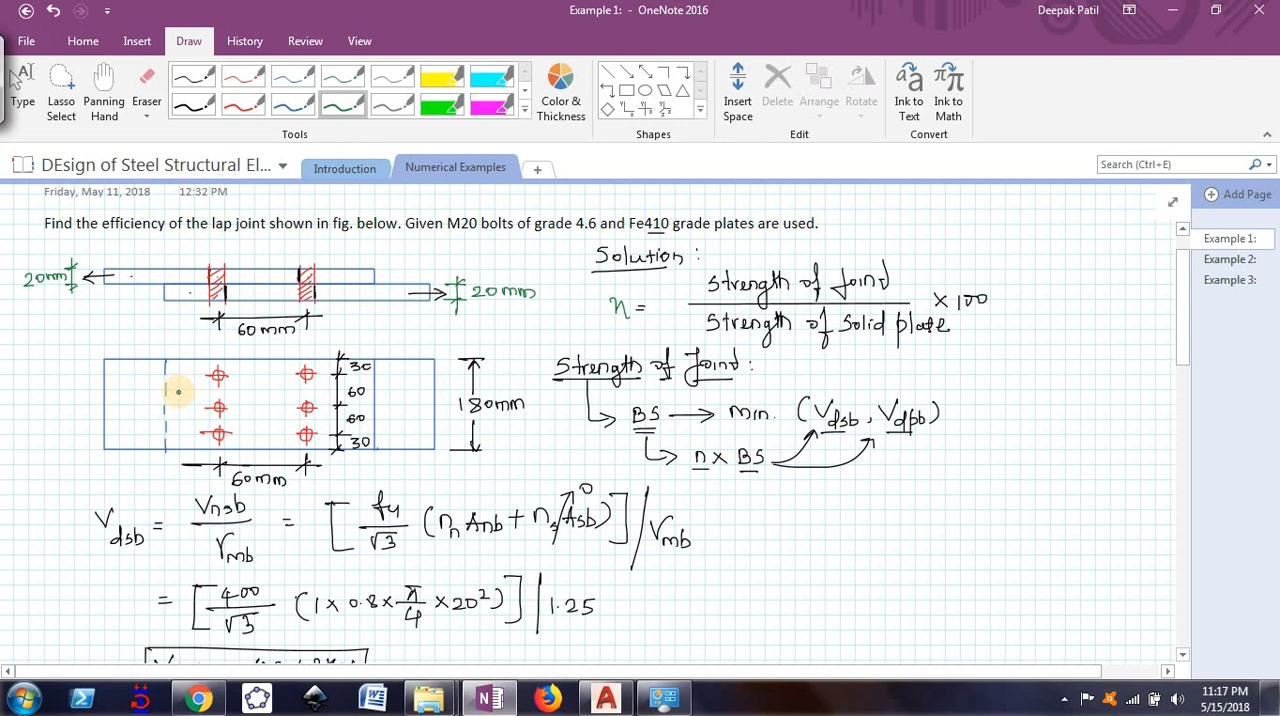 Example 1: - OneNote 2016
Deepak Patil
File Home Insert Draw History Review View
Type
Lasso Select
Panning Hand
Eraser
Color & Thickness
Insert Space
Delete
Arrange
Rotate
Ink to Text
Ink to Math
Tools
Shapes
Edit
Convert
DEsign of Steel Structural El...
Introduction
Numerical Examples
Search (Ctrl+E)
Friday, May 11, 2018 12:32 PM
Add Page
Example 1:
Example 2:
Example 3:
Find the efficiency of the lap joint shown in fig. below. Given M20 bolts of grade 4.6 and Fe410 grade plates are used.
Solution :
20mm
20mm
60mm
η = Strength of Joint / Strength of solid plate × 100
30
60
60
30
180mm
60mm
Strength of Joint :
BS → min. (Vdsb, Vdpb)
n × BS
Vdsb = Vnsb / γmb = [ fu / √3 (nn Anb + ns Asb) ] / γmb
0
= [ 400 / √3 (1 × 0.8 × π/4 × 20²) ] / 1.25
11:17 PM
5/15/2018